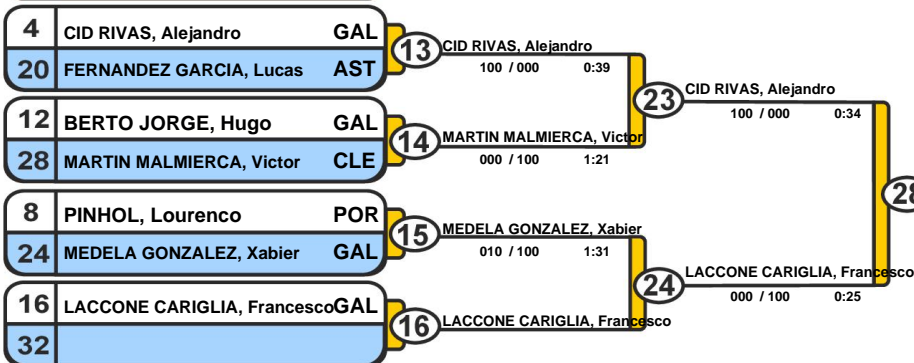 4 CID RIVAS, Alejandro GAL
20 FERNANDEZ GARCIA, Lucas AST
13 CID RIVAS, Alejandro
100 / 000 0:39
12 BERTO JORGE, Hugo GAL
28 MARTIN MALMIERCA, Victor CLE
14 MARTIN MALMIERCA, Victor
000 / 100 1:21
23 CID RIVAS, Alejandro
100 / 000 0:34
8 PINHOL, Lourenco POR
24 MEDELA GONZALEZ, Xabier GAL
15 MEDELA GONZALEZ, Xabier
010 / 100 1:31
16 LACCONE CARIGLIA, Francesco GAL
32
16 LACCONE CARIGLIA, Francesco
24 LACCONE CARIGLIA, Francesco
000 / 100 0:25
28